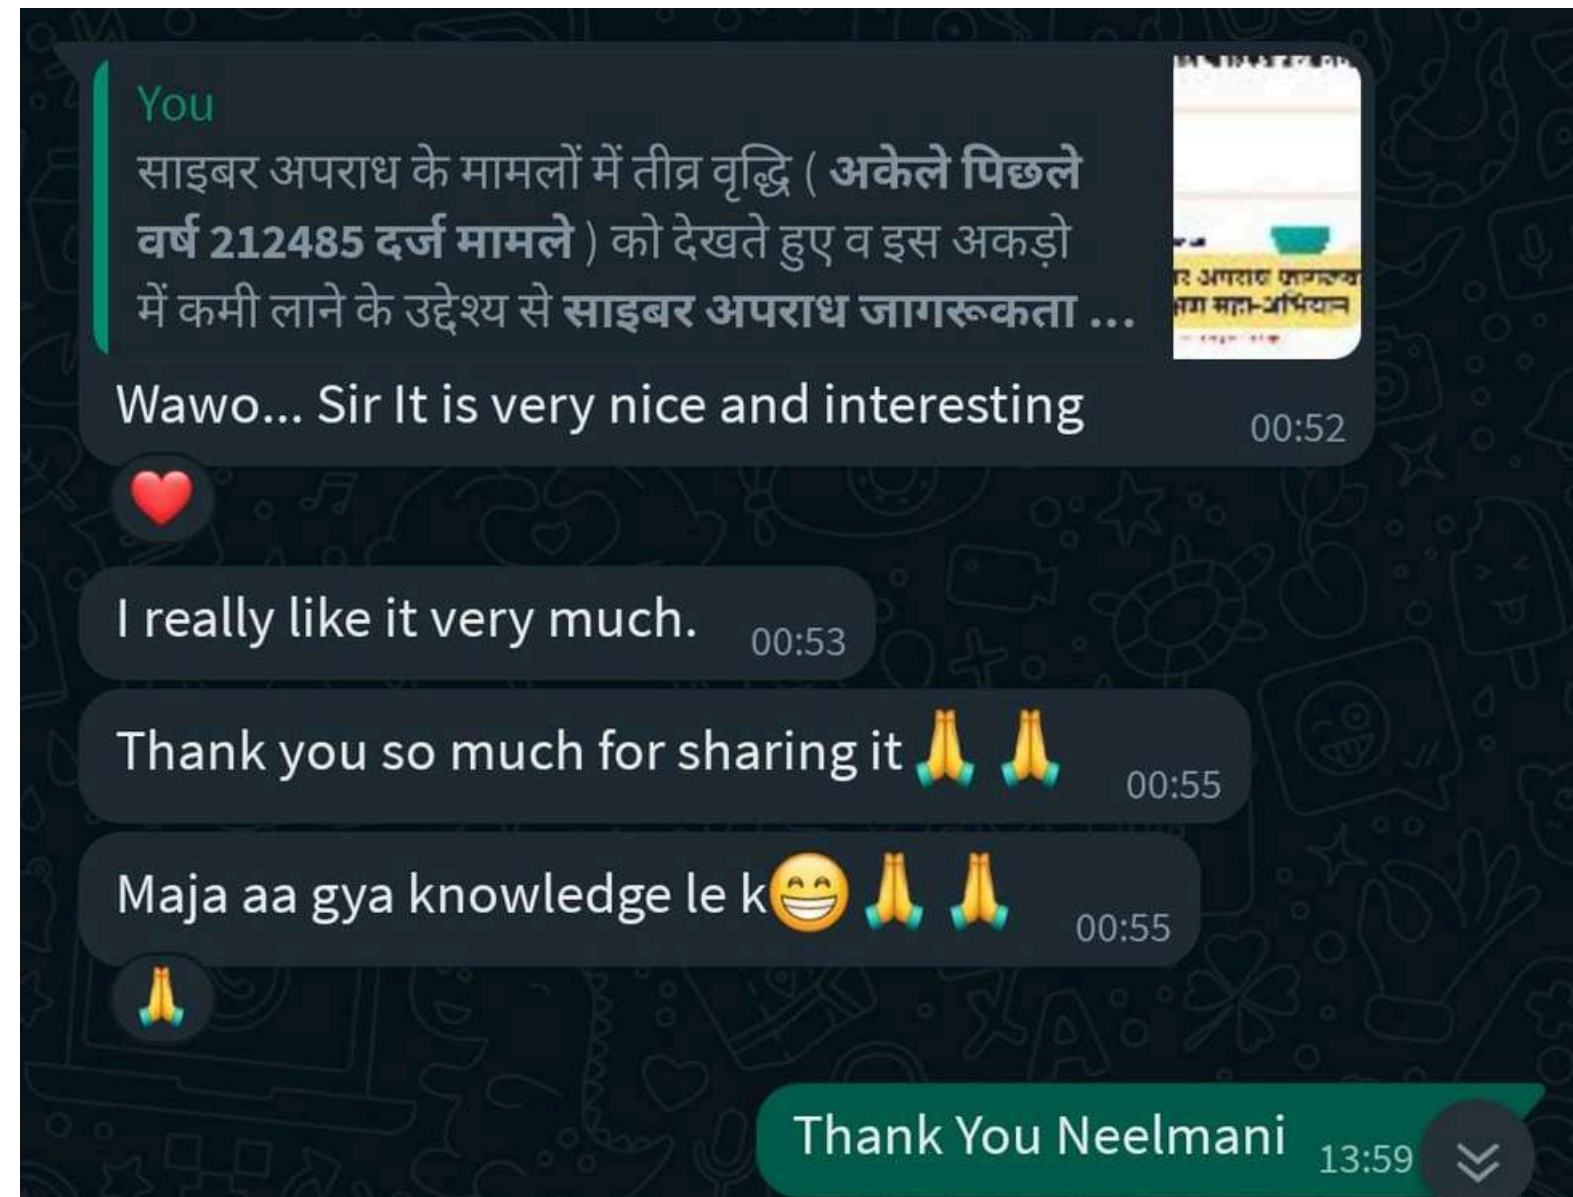 You
साइबर अपराध के मामलों में तीव्र वृद्धि ( अकेले पिछले
वर्ष 212485 दर्ज मामले ) को देखते हुए व इस अकड़ो
में कमी लाने के उद्देश्य से साइबर अपराध जागरूकता ...
महा-अभियान
Wawo... Sir It is very nice and interesting
00:52
I really like it very much.
00:53
Thank you so much for sharing it 🙏 🙏
00:55
Maja aa gya knowledge le k😁 🙏 🙏
00:55
Thank You Neelmani
13:59